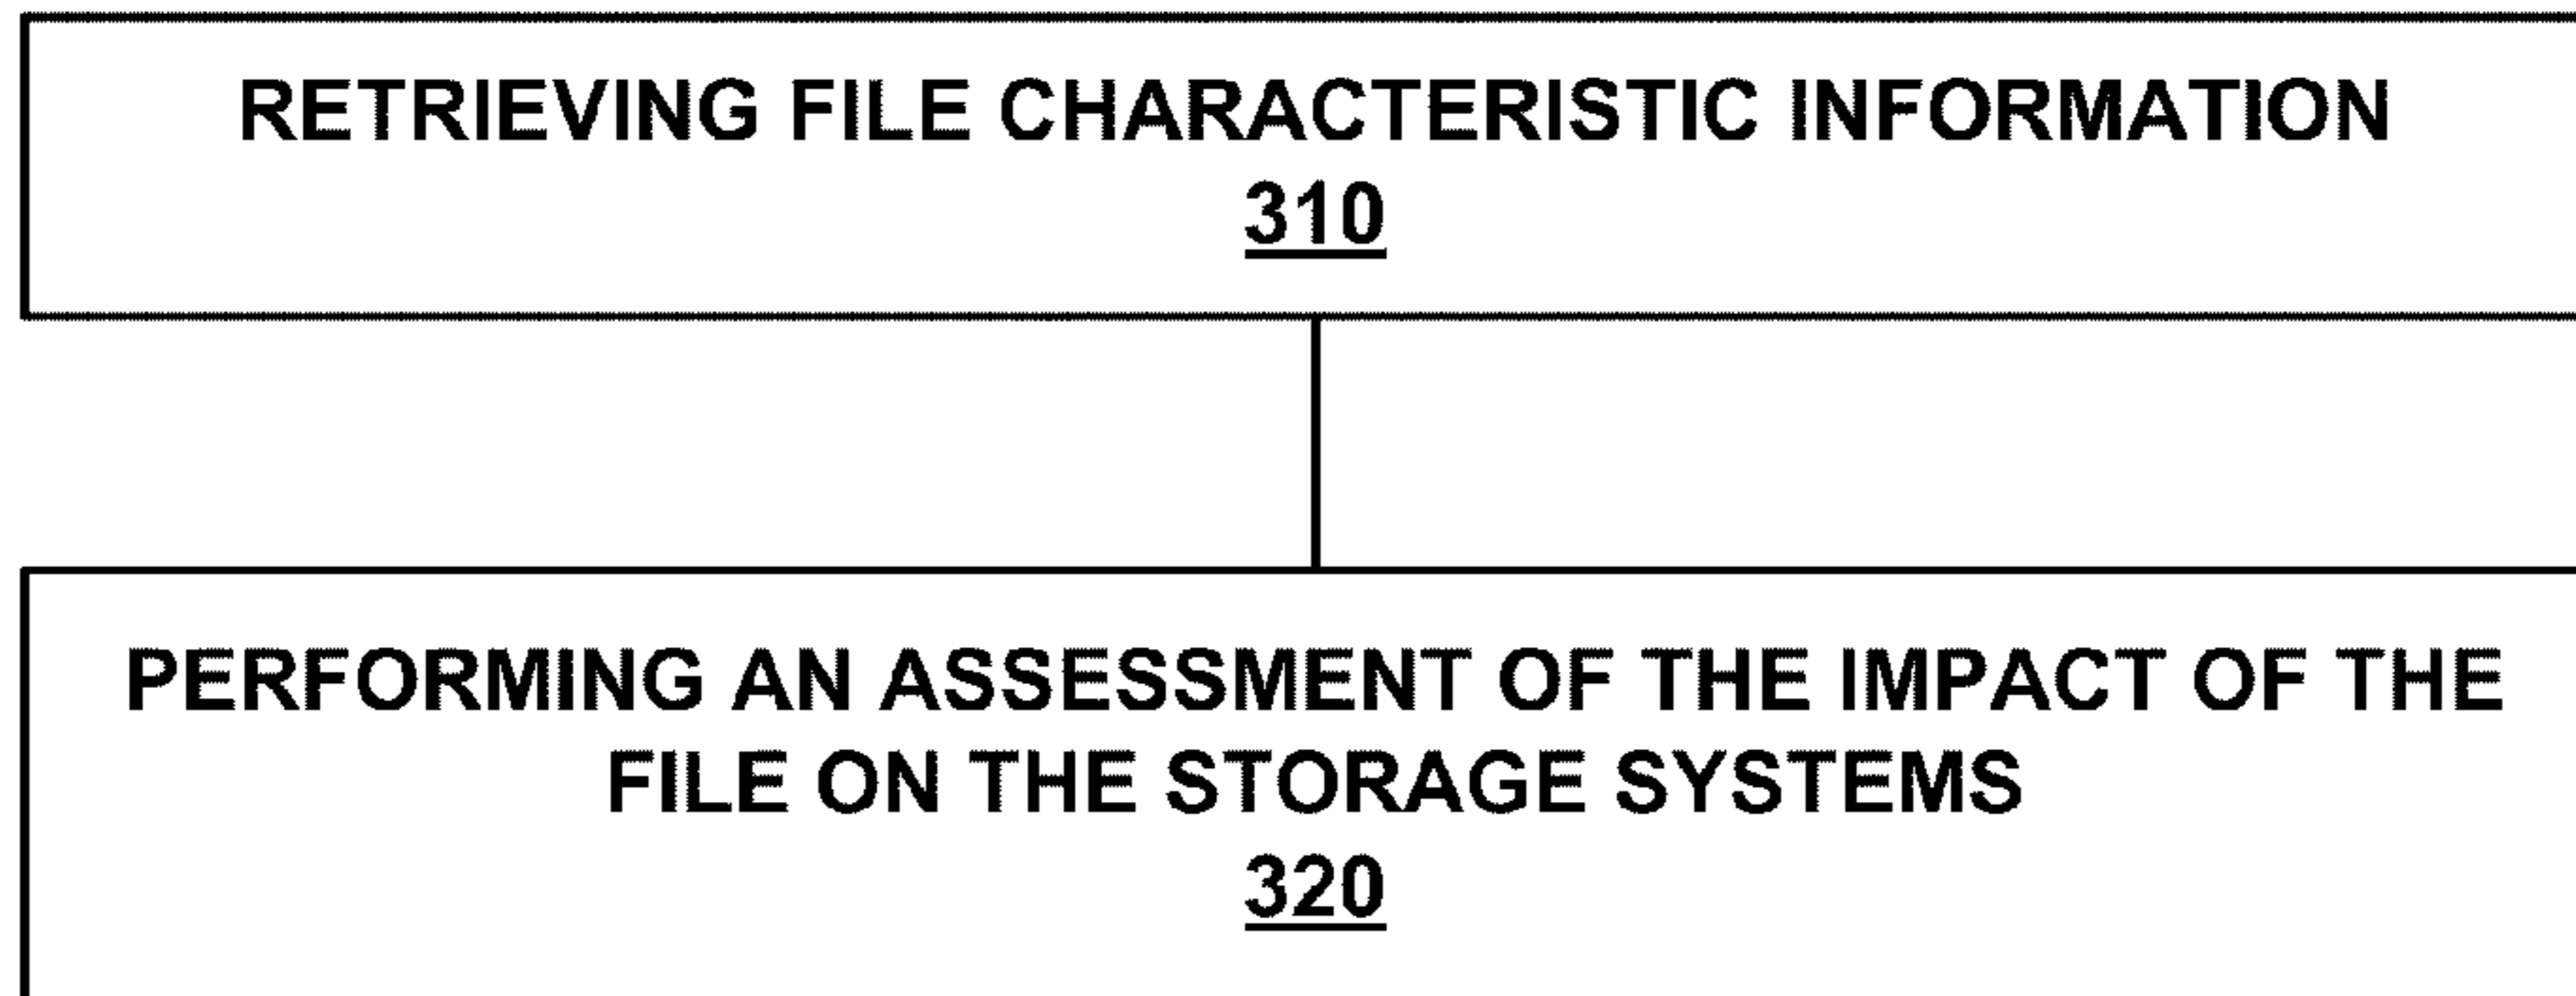 RETRIEVING FILE CHARACTERISTIC INFORMATION
310
PERFORMING AN ASSESSMENT OF THE IMPACT OF THE
FILE ON THE STORAGE SYSTEMS
320